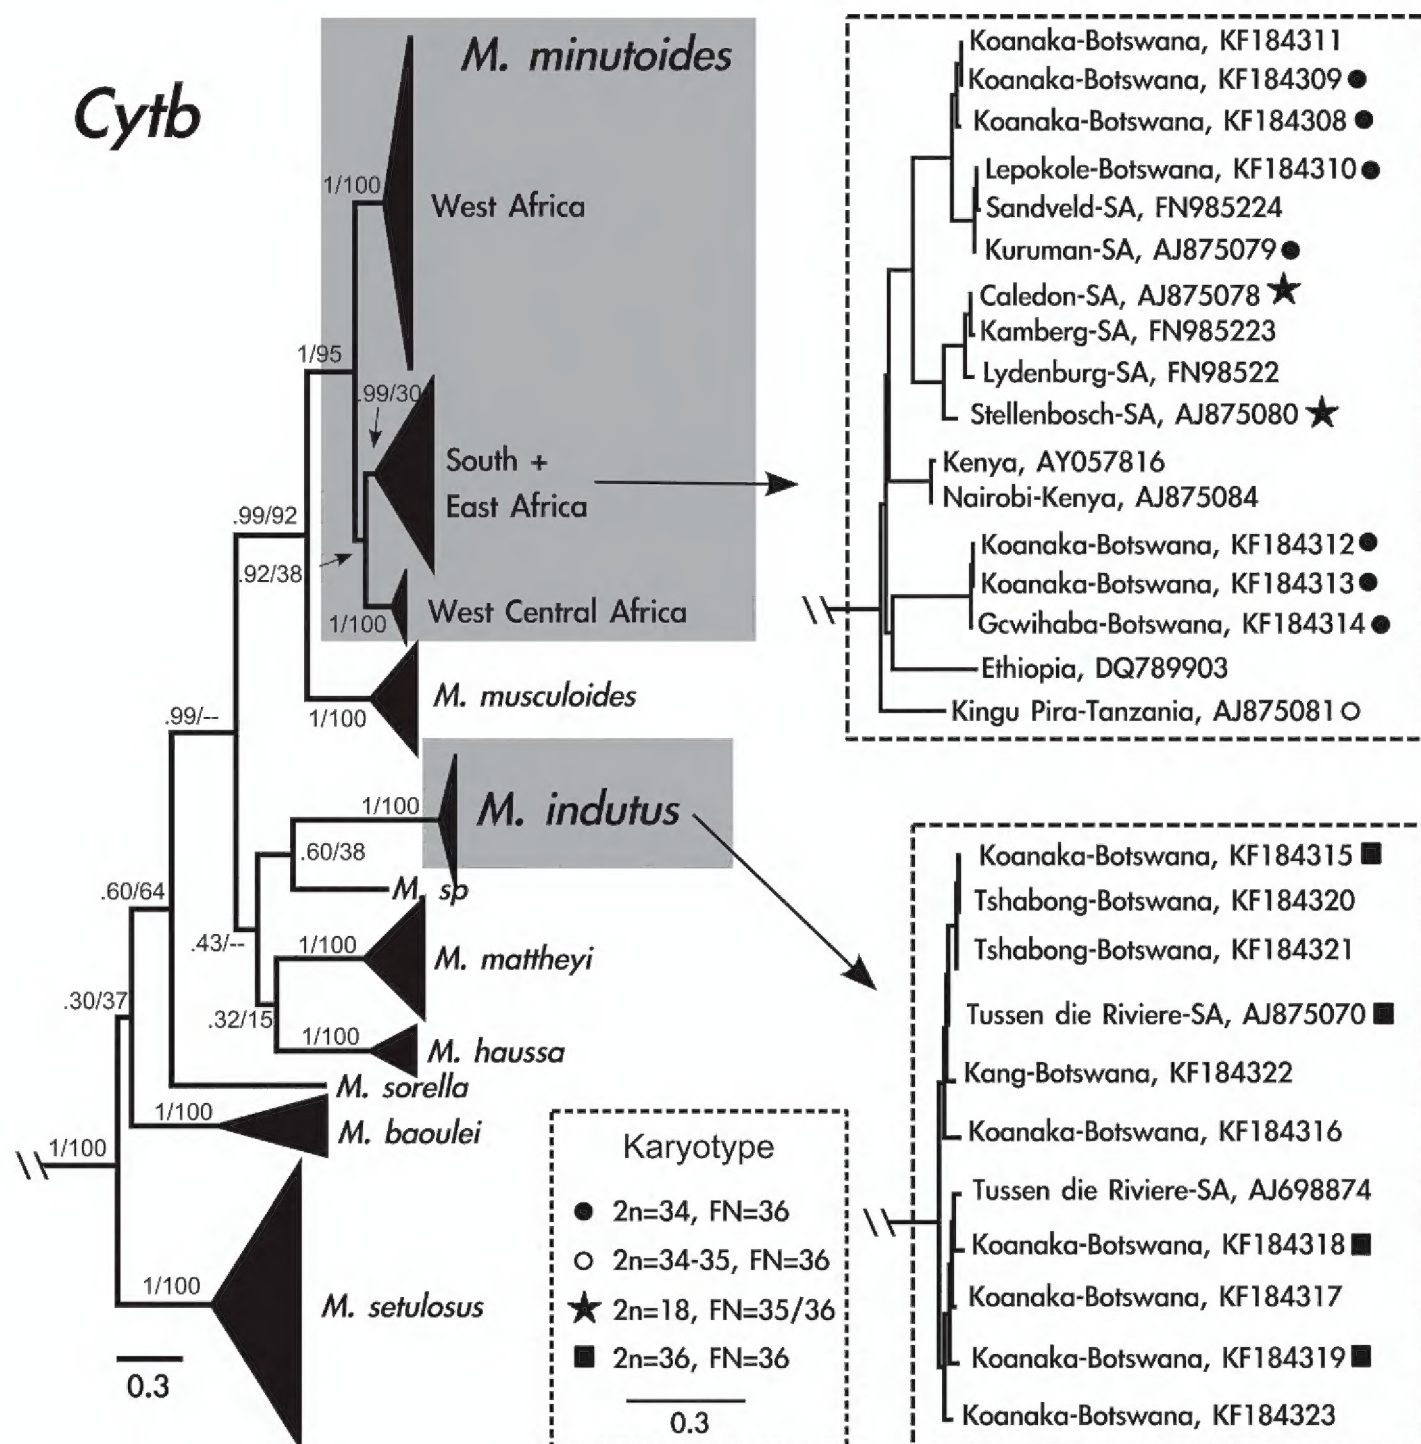 Cytb
M. minutoides
1/100
West Africa
1/95
.99/30
South +
East Africa
.99/92
.92/38
1/100
West Central Africa
1/100
M. musculoides
.99/--
1/100
M. indutus
.60/38
M. sp
.60/64
.43/--
1/100
M. mattheyi
.30/37
.32/15
1/100
M. haussa
M. sorella
1/100
M. baoulei
1/100
1/100
M. setulosus
0.3
Karyotype
2n=34, FN=36
2n=34-35, FN=36
2n=18, FN=35/36
2n=36, FN=36
0.3
Koanaka-Botswana, KF184311
Koanaka-Botswana, KF184309
Koanaka-Botswana, KF184308
Lepokole-Botswana, KF184310
Sandveld-SA, FN985224
Kuruman-SA, AJ875079
Caledon-SA, AJ875078
Kamberg-SA, FN985223
Lydenburg-SA, FN98522
Stellenbosch-SA, AJ875080
Kenya, AY057816
Nairobi-Kenya, AJ875084
Koanaka-Botswana, KF184312
Koanaka-Botswana, KF184313
Gcwihaba-Botswana, KF184314
Ethiopia, DQ789903
Kingu Pira-Tanzania, AJ875081
Koanaka-Botswana, KF184315
Tshabong-Botswana, KF184320
Tshabong-Botswana, KF184321
Tussen die Riviere-SA, AJ875070
Kang-Botswana, KF184322
Koanaka-Botswana, KF184316
Tussen die Riviere-SA, AJ698874
Koanaka-Botswana, KF184318
Koanaka-Botswana, KF184317
Koanaka-Botswana, KF184319
Koanaka-Botswana, KF184323